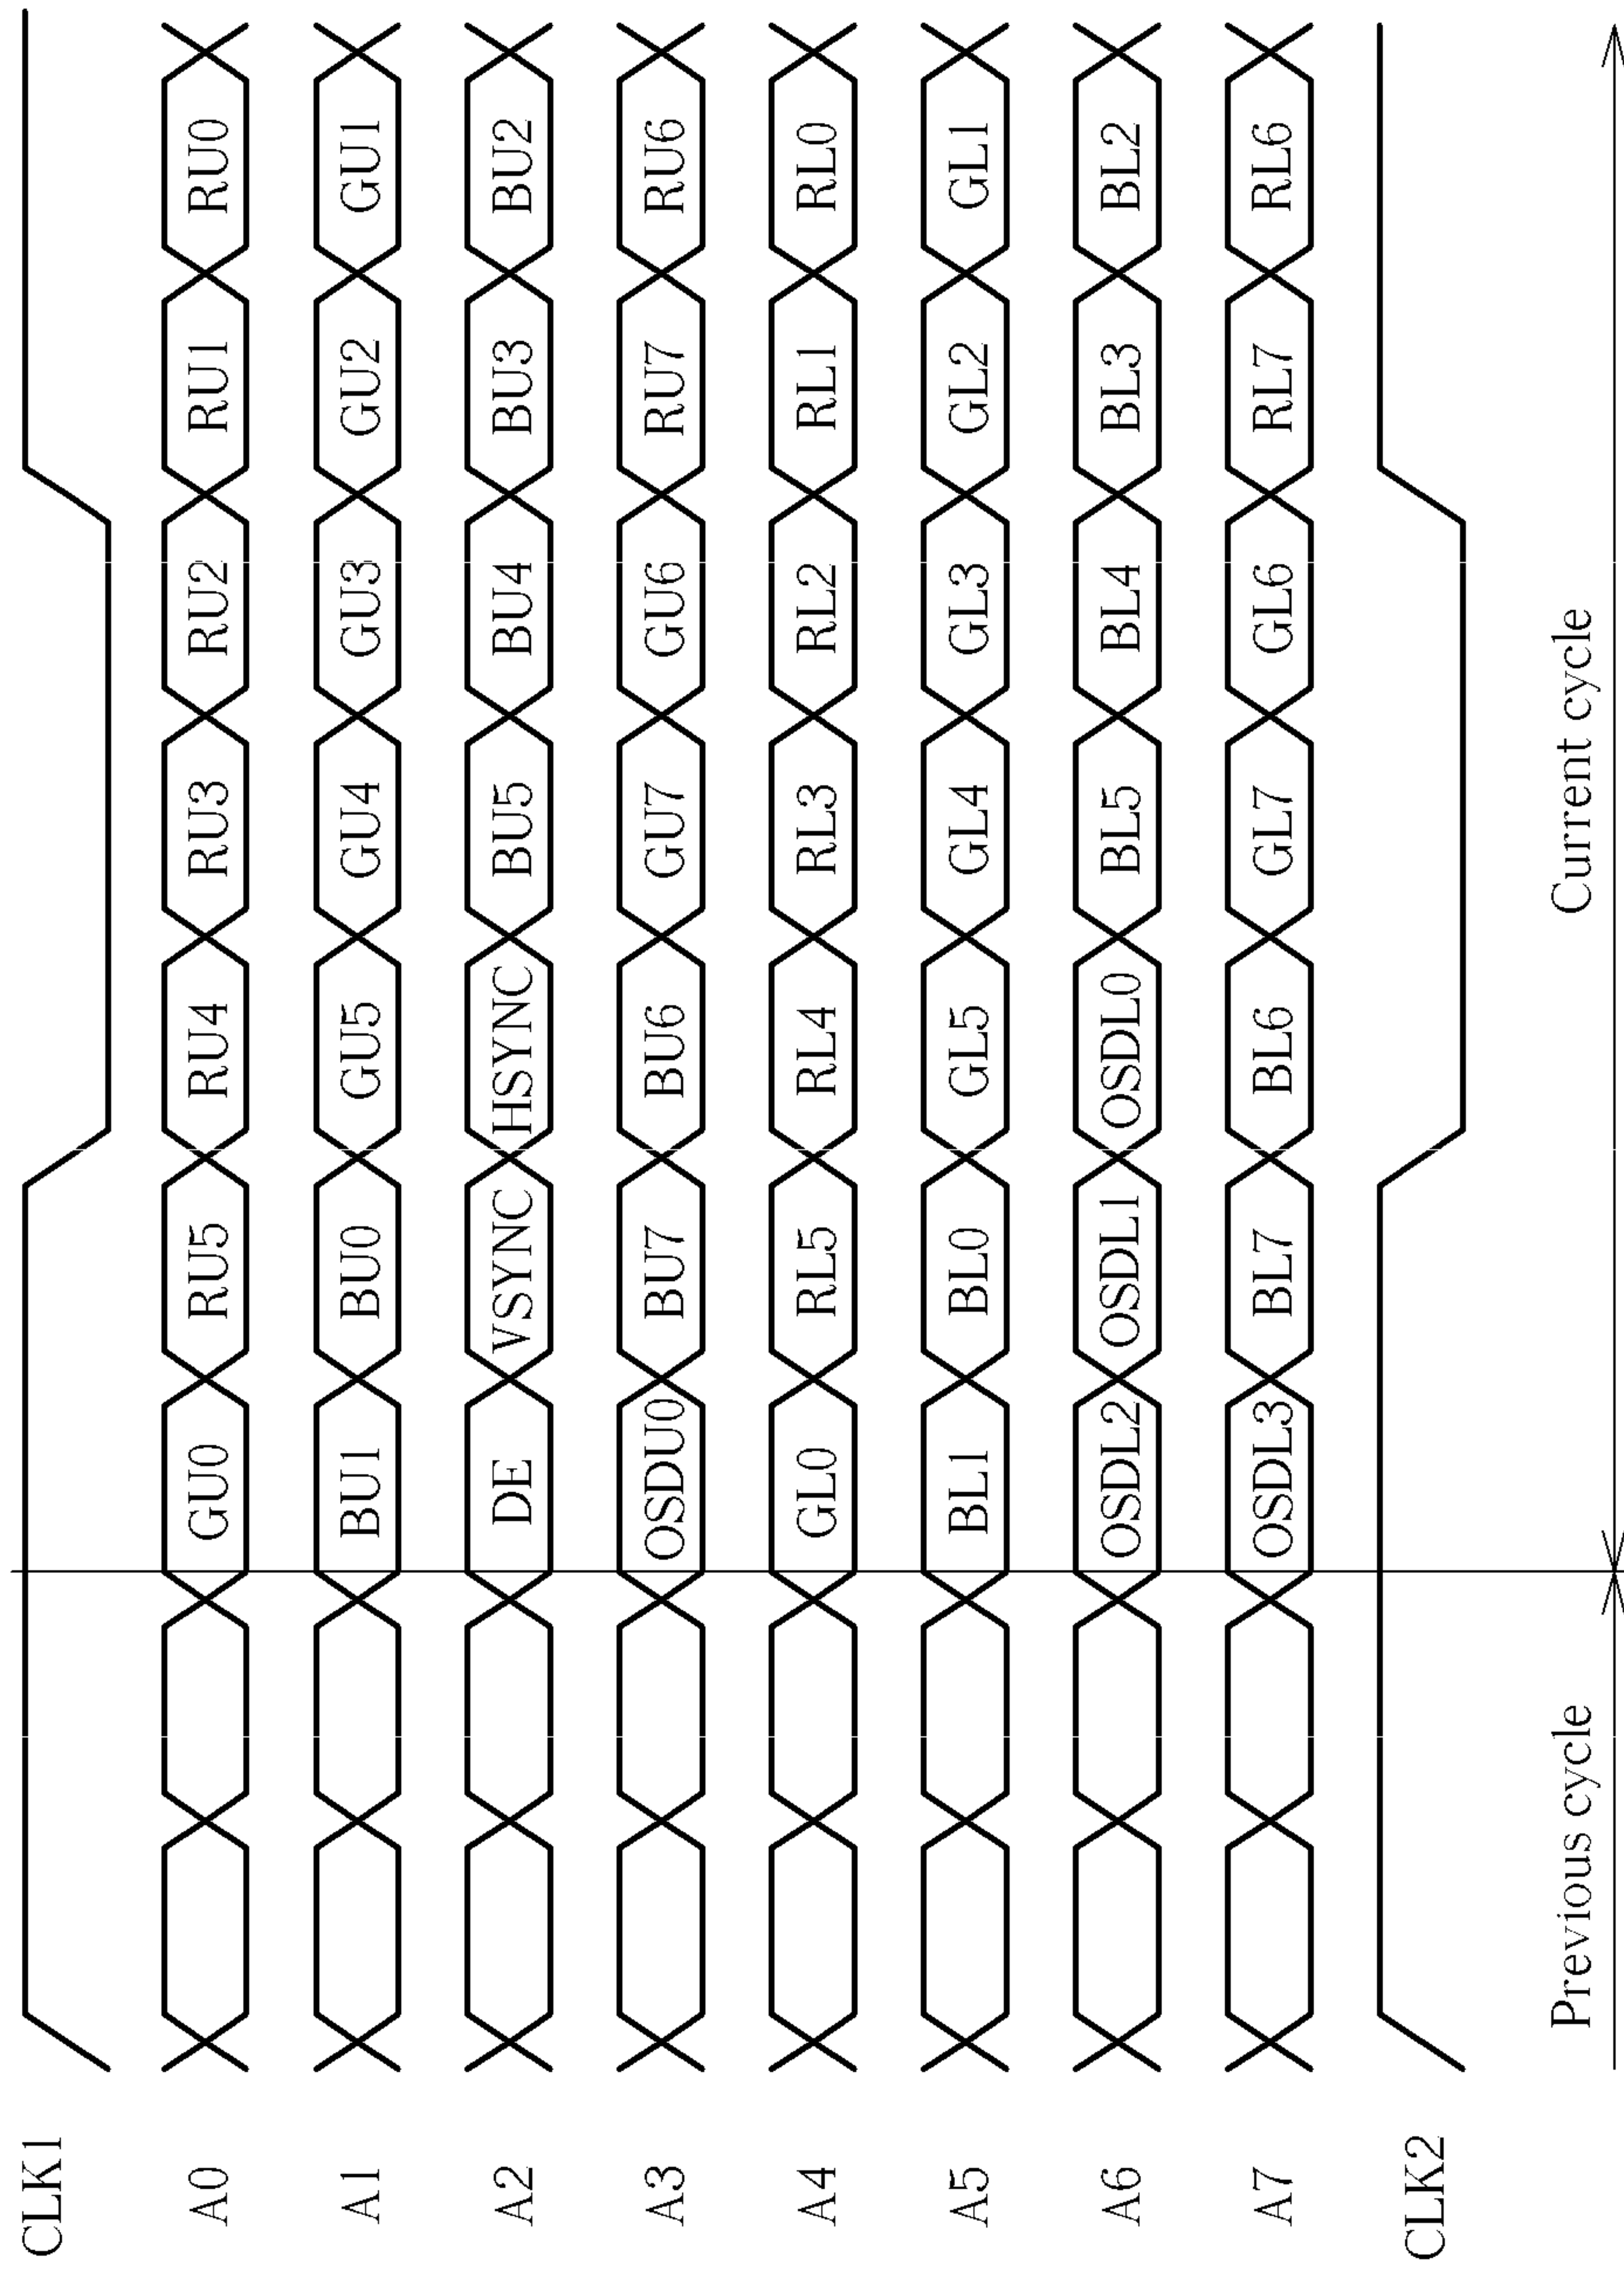 CLK1
A0 GU0 RU5 RU4 RU3 RU2 RU1 RU0
A1 BU1 BU0 GU5 GU4 GU3 GU2 GU1
A2 DE VSYNC HSYNC BU5 BU4 BU3 BU2
A3 OSDU0 BU7 BU6 GU7 GU6 RU7 RU6
A4 GL0 RL5 RL4 RL3 RL2 RL1 RL0
A5 BL1 BL0 GL5 GL4 GL3 GL2 GL1
A6 OSDL2 OSDL1 OSDL0 BL5 BL4 BL3 BL2
A7 OSDL3 BL7 BL6 GL7 GL6 RL7 RL6
CLK2
Previous cycle Current cycle